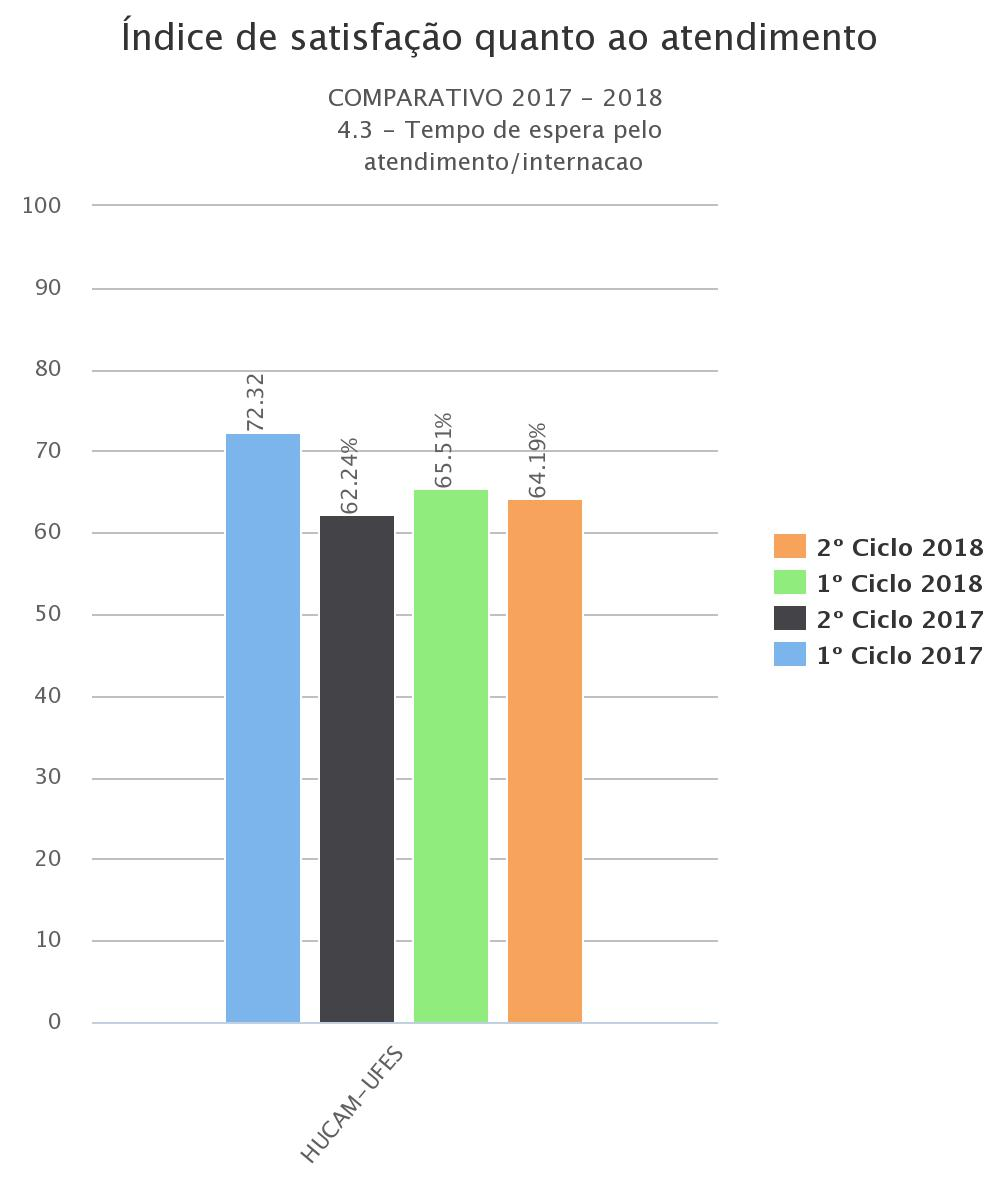 Índice de satisfação quanto ao atendimento
COMPARATIVO 2017 - 2018
4.3 - Tempo de espera pelo
atendimento/internacao
100
90
80
70
60
50
40
30
20
10
0
72.32
62.24%
65.51%
64.19%
HUCAM-UFES
2º Ciclo 2018
1º Ciclo 2018
2º Ciclo 2017
1º Ciclo 2017